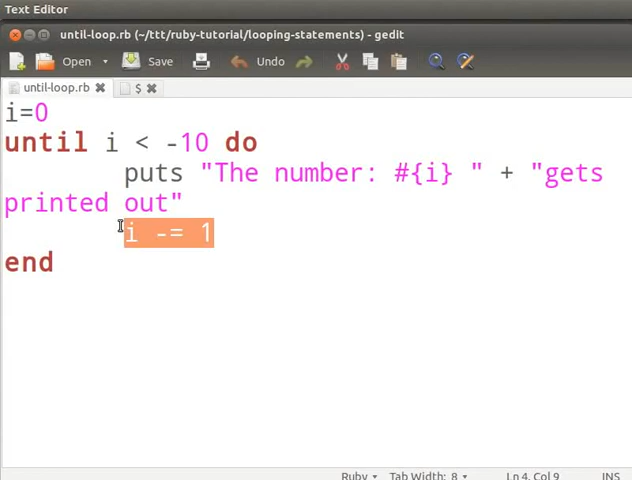 Text Editor
until-loop.rb (~/ttt/ruby-tutorial/looping-statements) - gedit
Open Save Undo
until-loop.rb $
i=0
until i < -10 do
puts "The number: #{i} " + "gets
printed out"
i -= 1
end
Ruby Tab Width: 8 Ln 4, Col 9 INS